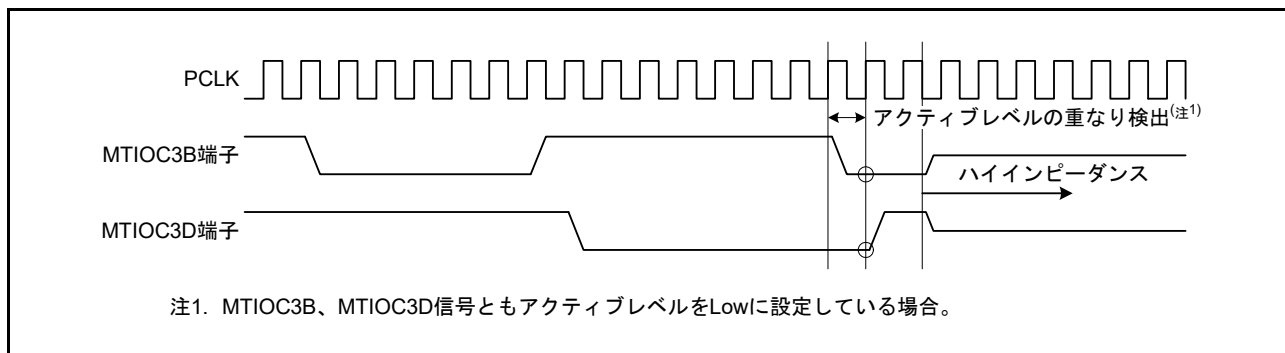 PCLK
アクティブレベルの重なり検出(注1)
MTIOC3B端子
ハイインピーダンス
MTIOC3D端子
注1. MTIOC3B、MTIOC3D信号ともアクティブレベルをLowに設定している場合。